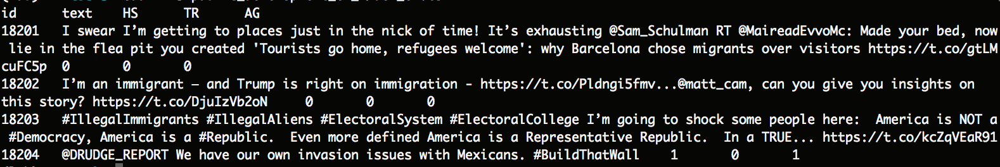 id text HS TR AG
18201 I swear I’m getting to places just in the nick of time! It’s exhausting @Sam_Schulman RT @MaireadEvvoMc: Made your bed, now
lie in the flea pit you created 'Tourists go home, refugees welcome': why Barcelona chose migrants over visitors https://t.co/gtLM
cuFC5p 0 0 0
18202 I’m an immigrant — and Trump is right on immigration - https://t.co/Pldngi5fmv...@matt_cam, can you give you insights on
this story? https://t.co/DjuIzVb2oN 0 0 0
18203 #IllegalImmigrants #IllegalAliens #ElectoralSystem #ElectoralCollege I’m going to shock some people here: America is NOT a
#Democracy, America is a #Republic. Even more defined America is a Representative Republic. In a TRUE... https://t.co/kcZqVEaR91
18204 @DRUDGE_REPORT We have our own invasion issues with Mexicans. #BuildThatWall 1 0 1